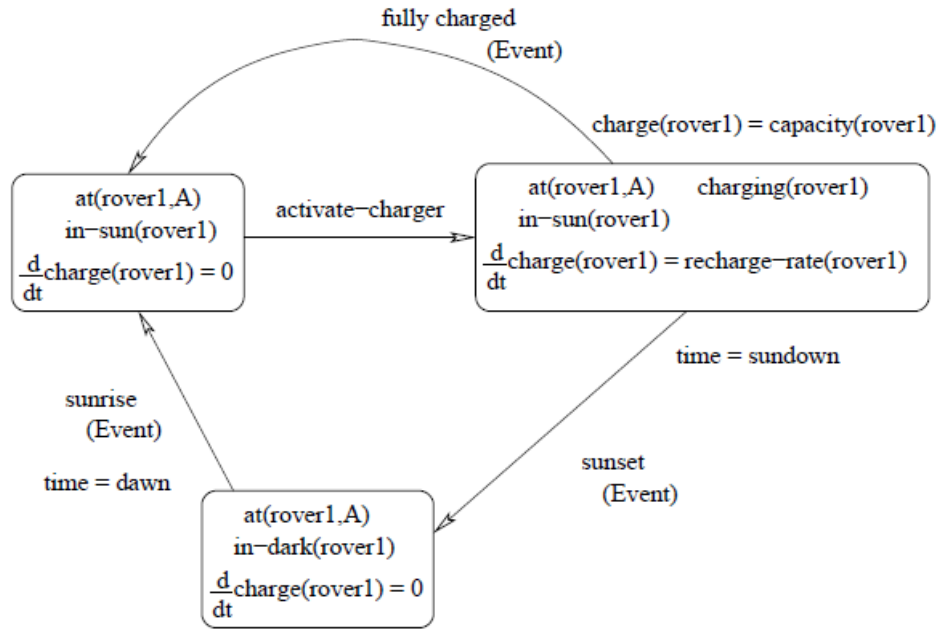 fully charged
(Event)
charge(rover1) = capacity(rover1)
at(rover1,A)
in−sun(rover1)
d/dt charge(rover1) = 0
activate−charger
at(rover1,A) charging(rover1)
in−sun(rover1)
d/dt charge(rover1) = recharge−rate(rover1)
time = sundown
sunrise
(Event)
time = dawn
sunset
(Event)
at(rover1,A)
in−dark(rover1)
d/dt charge(rover1) = 0